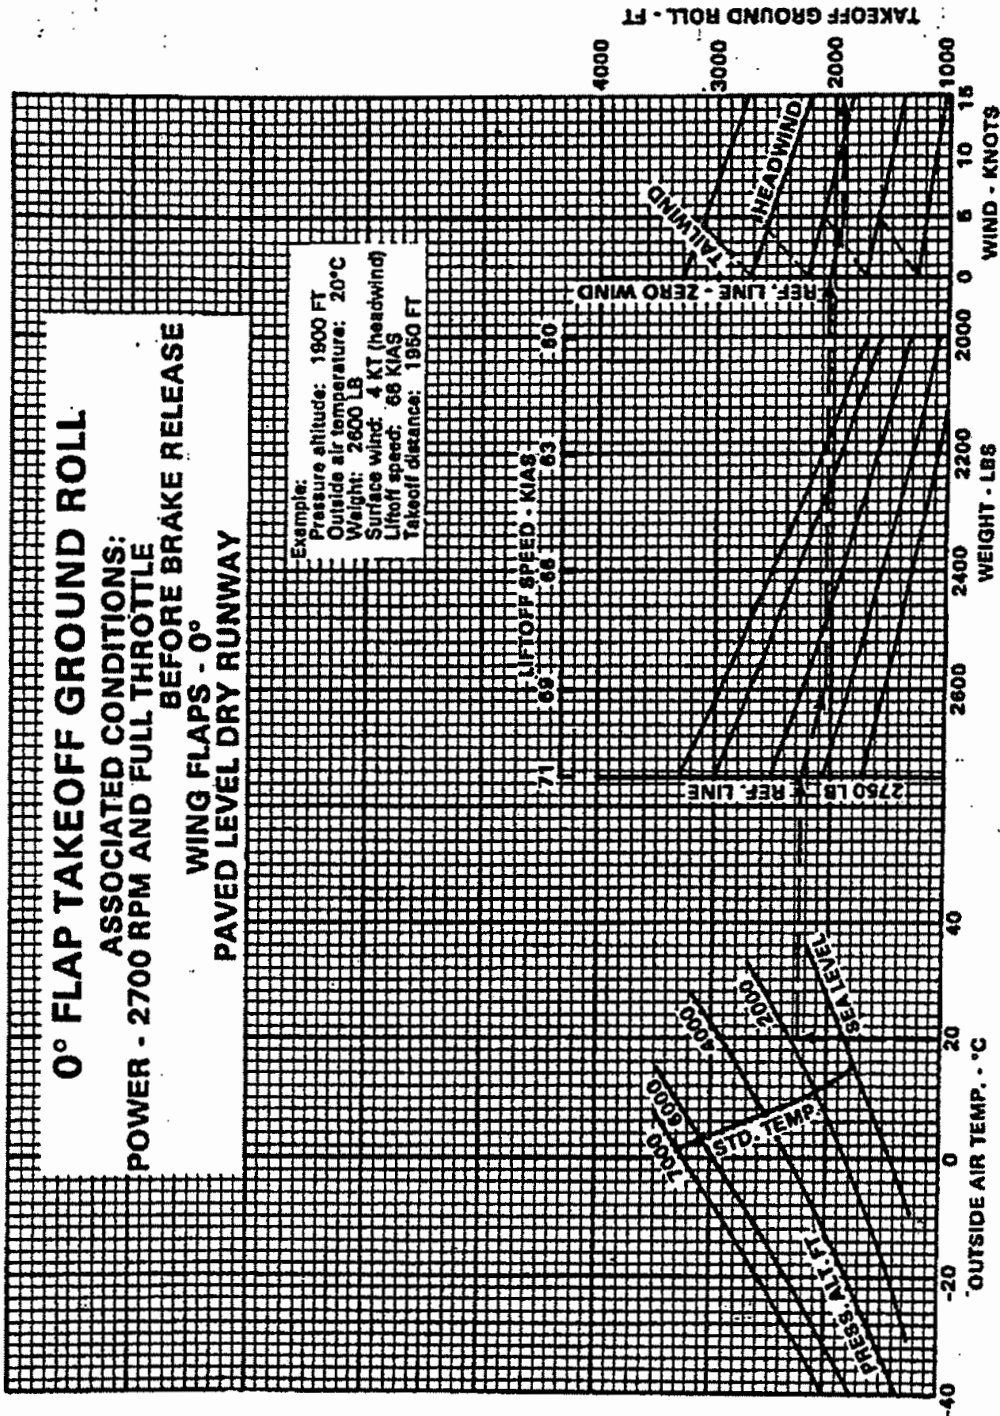 0° FLAP TAKEOFF GROUND ROLL
ASSOCIATED CONDITIONS:
POWER - 2700 RPM AND FULL THROTTLE
BEFORE BRAKE RELEASE
WING FLAPS - 0°
PAVED LEVEL DRY RUNWAY
Example:
Pressure altitude: 1900 FT
Outside air temperature: 20°C
Weight: 2600 LB
Surface wind: 4 KT (headwind)
Liftoff speed: 68 KIAS
Takeoff distance: 1950 FT
LIFTOFF SPEED - KIAS
71 69 66 63 60
7000
6000
4000
2000
SEA LEVEL
STD. TEMP.
PRESS. ALT. FT.
REF. LINE
2750 LB
REF. LINE - ZERO WIND
TAILWIND
HEADWIND
4000
3000
2000
1000
TAKEOFF GROUND ROLL - FT
-40 -20 0 20 40
OUTSIDE AIR TEMP. - °C
2600 2400 2200 2000
WEIGHT - LBS
0 5 10 15
WIND - KNOTS